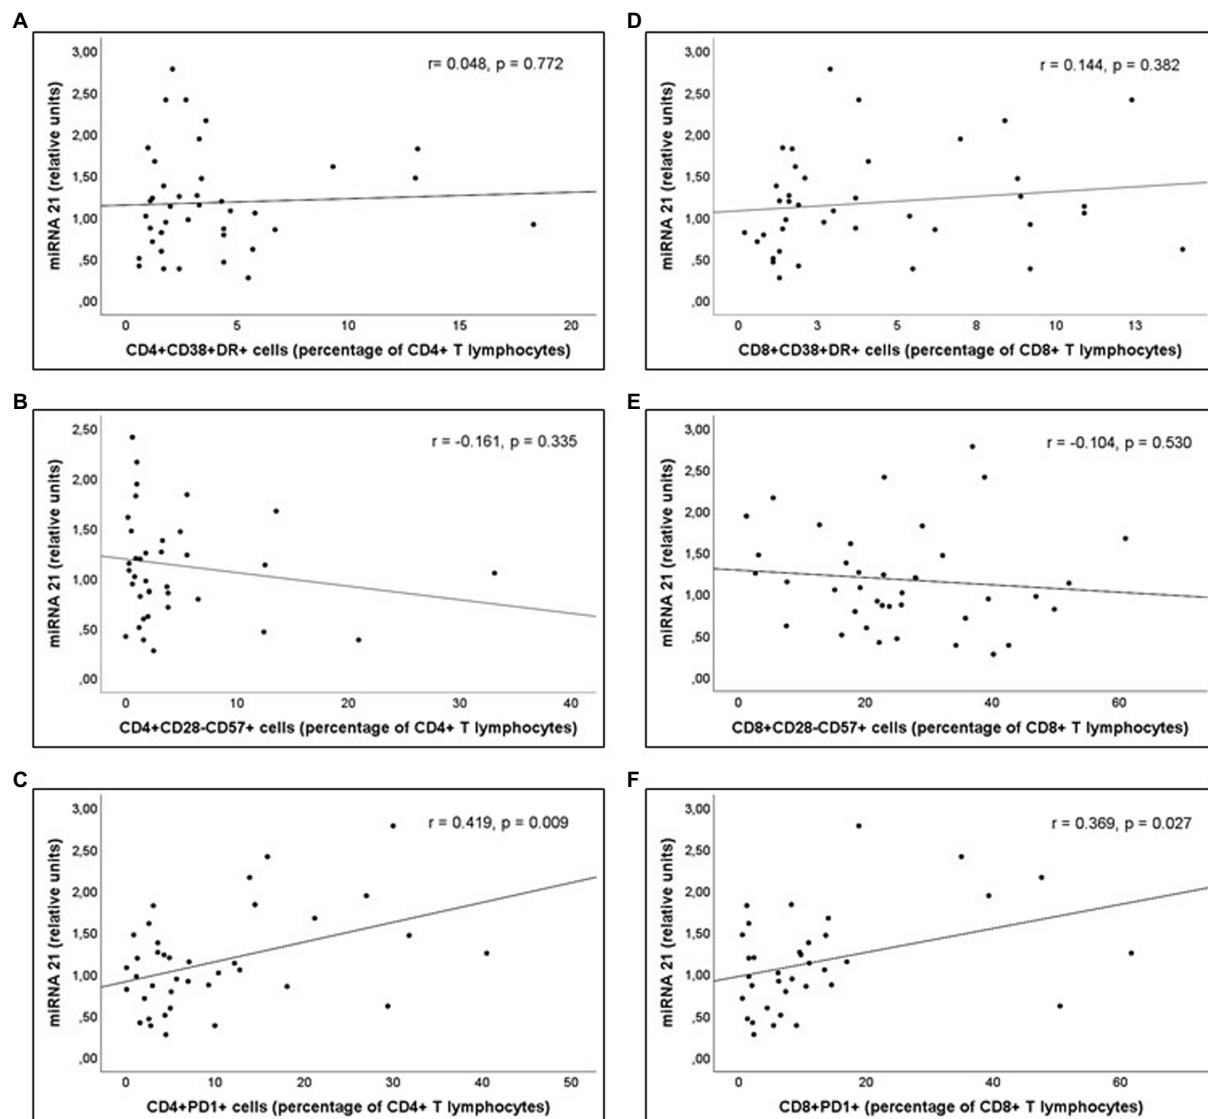 A
r= 0.048, p = 0.772
miRNA 21 (relative units)
3,00
2,50
2,00
1,50
1,00
,50
,00
0 5 10 15 20
CD4+CD38+DR+ cells (percentage of CD4+ T lymphocytes)
D
r = 0.144, p = 0.382
miRNA 21 (relative units)
3,00
2,50
2,00
1,50
1,00
,50
,00
0 3 5 8 10 13
CD8+CD38+DR+ cells (percentage of CD8+ T lymphocytes)
B
r = -0.161, p = 0.335
miRNA 21 (relative units)
2,50
2,00
1,50
1,00
,50
,00
0 10 20 30 40
CD4+CD28-CD57+ cells (percentage of CD4+ T lymphocytes)
E
r = -0.104, p = 0.530
miRNA 21 (relative units)
3,00
2,50
2,00
1,50
1,00
,50
,00
0 20 40 60
CD8+CD28-CD57+ cells (percentage of CD8+ T lymphocytes)
C
r = 0.419, p = 0.009
miRNA 21 (relative units)
3,00
2,50
2,00
1,50
1,00
,50
,00
0 10 20 30 40 50
CD4+PD1+ cells (percentage of CD4+ T lymphocytes)
F
r = 0.369, p = 0.027
miRNA 21 (relative units)
3,00
2,50
2,00
1,50
1,00
,50
,00
0 20 40 60
CD8+PD1+ (percentage of CD8+ T lymphocytes)